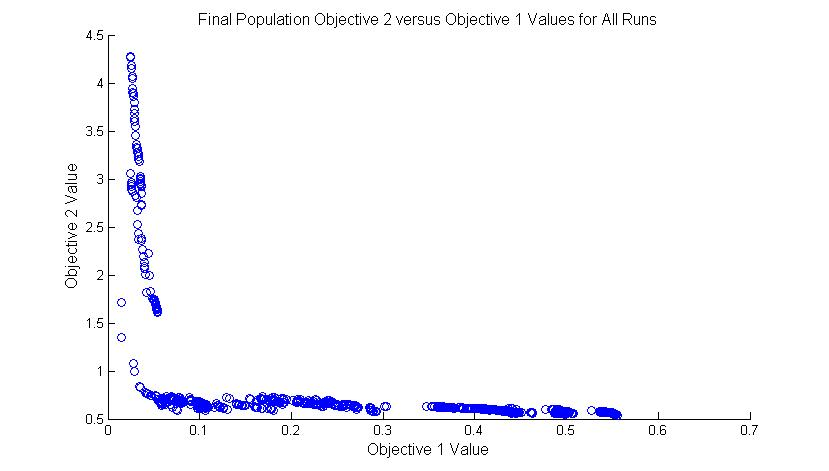 Final Population Objective 2 versus Objective 1 Values for All Runs
4.5
4
3.5
3
2.5
2
1.5
1
0.5
Objective 2 Value
0 0.1 0.2 0.3 0.4 0.5 0.6 0.7
Objective 1 Value